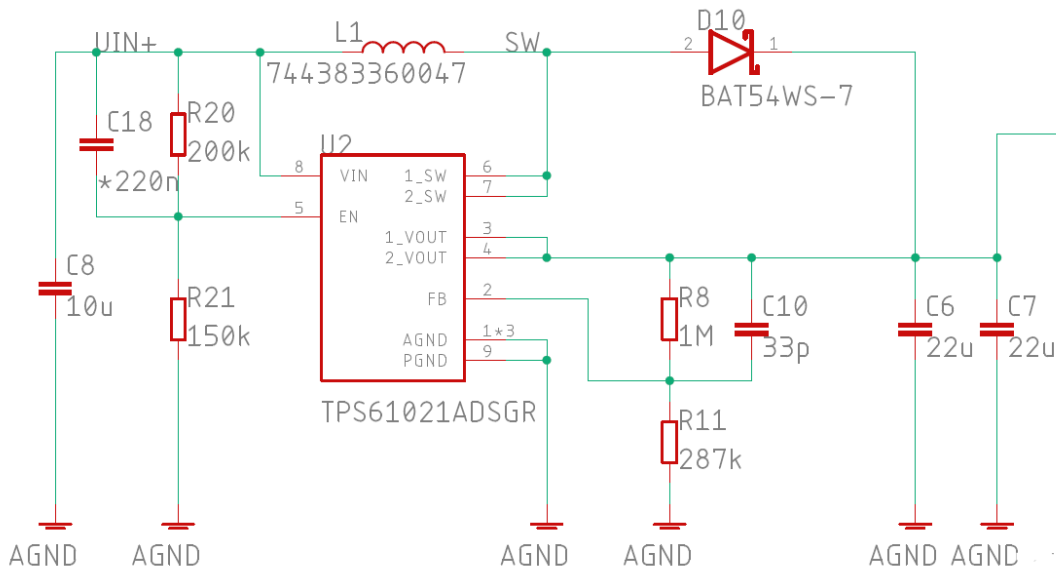 UIN+
L1
SW
D10
2
1
744383360047
BAT54WS-7
C18
R20
200k
*220n
U2
8
VIN
1_SW
6
2_SW
7
5
EN
1_VOUT
3
2_VOUT
4
C8
10u
R21
150k
FB
2
R8
1M
C10
33p
C6
22u
C7
22u
AGND
1*3
PGND
9
TPS61021ADSGR
R11
287k
AGND
AGND
AGND
AGND
AGND
AGND